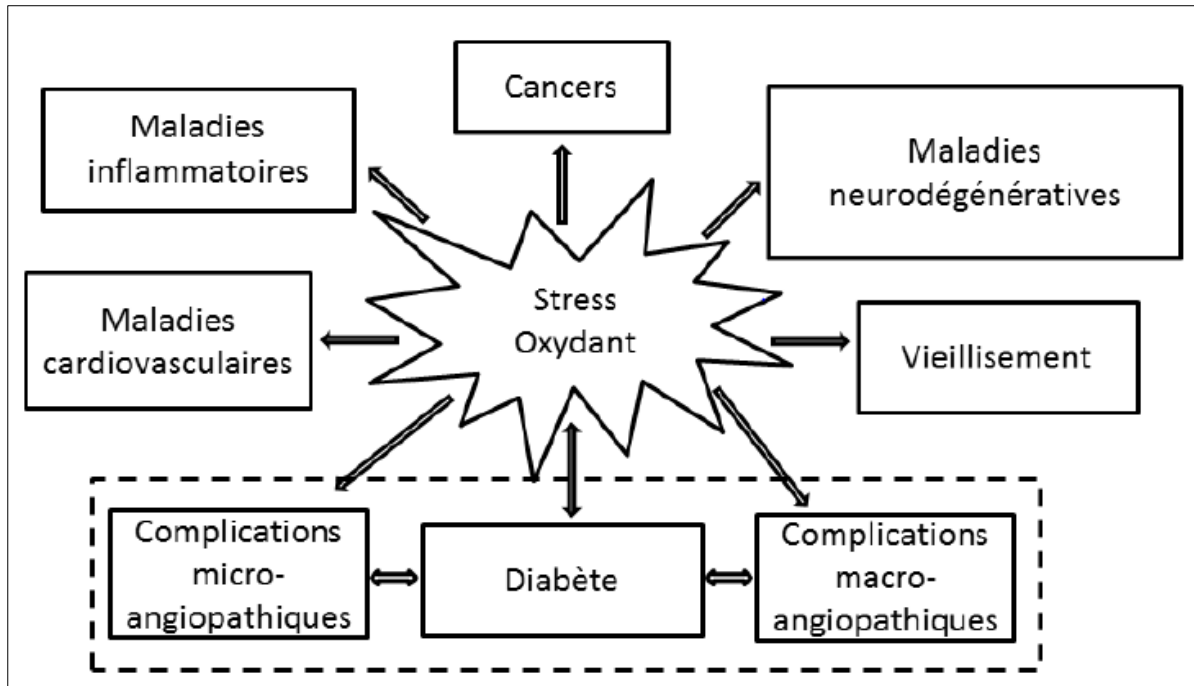 Cancers
Maladies
inflammatoires
Maladies
neurodégénératives
Stress
Oxydant
Maladies
cardiovasculaires
Vieillisement
Complications
micro-
angiopathiques
Diabète
Complications
macro-
angiopathiques